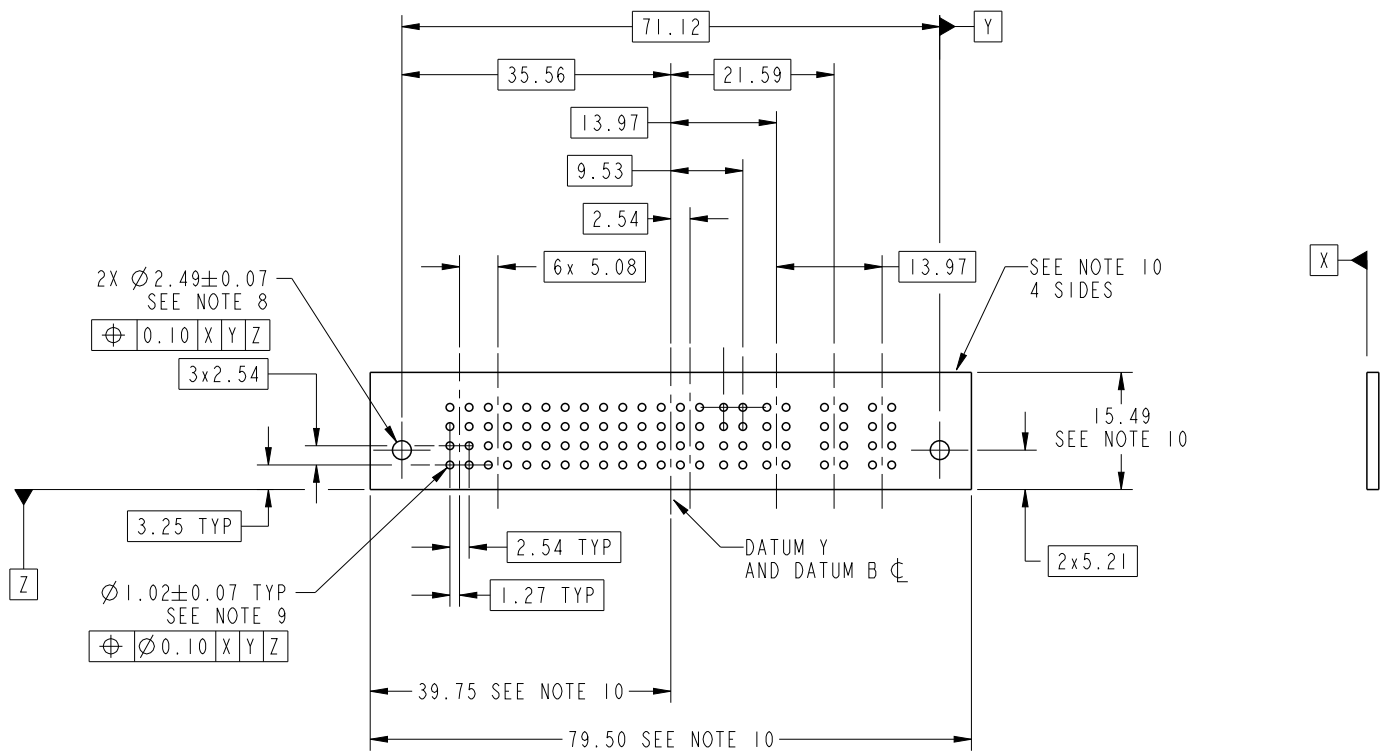 71.12
Y
35.56
21.59
13.97
9.53
2.54
6x 5.08
13.97
X
2X Ø2.49±0.07
SEE NOTE 8
⌖ 0.10 X Y Z
SEE NOTE 10
4 SIDES
3x2.54
15.49
SEE NOTE 10
3.25 TYP
2.54 TYP
DATUM Y
AND DATUM B ℄
2x5.21
Z
Ø1.02±0.07 TYP
SEE NOTE 9
1.27 TYP
⌖ Ø0.10 X Y Z
39.75 SEE NOTE 10
79.50 SEE NOTE 10